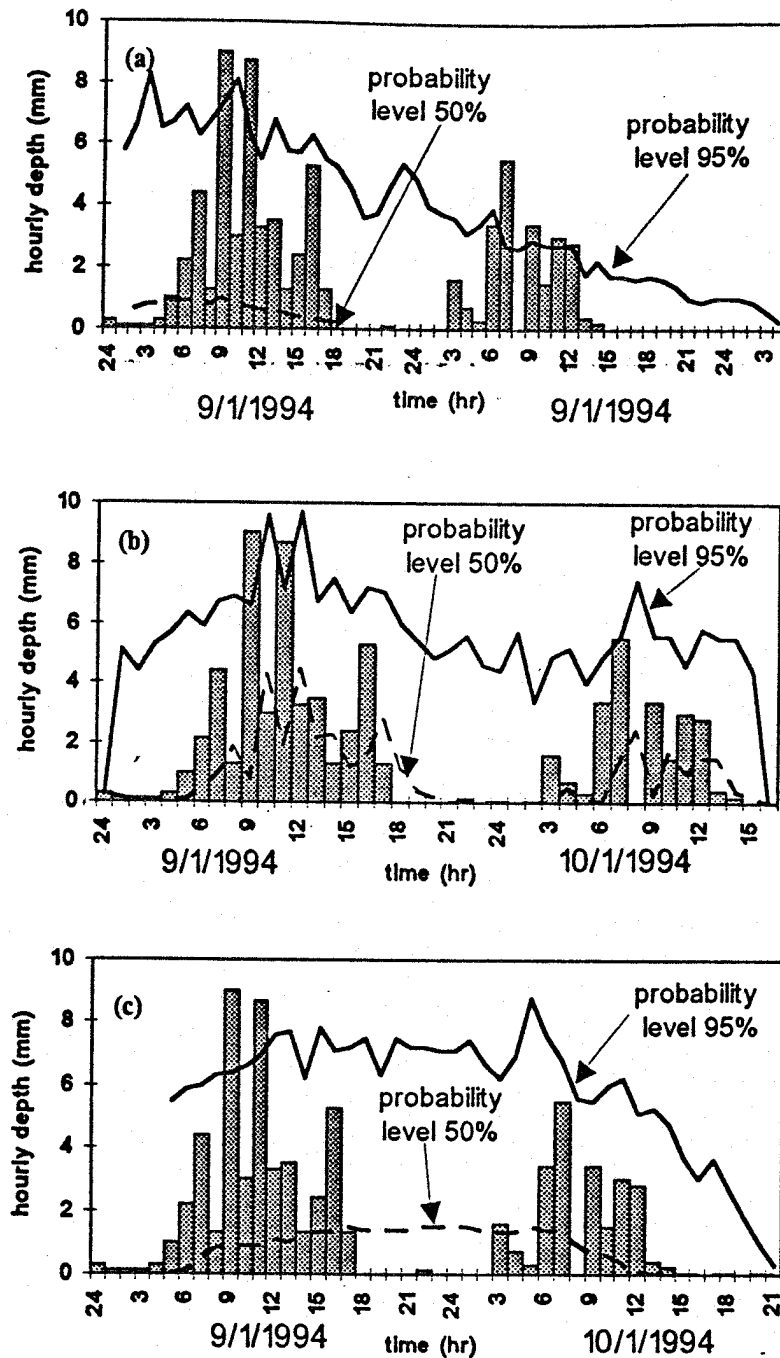 10
(a)
probability
level 50%
probability
level 95%
8
6
4
2
0
hourly depth (mm)
24 3 6 9 12 15 18 21 24 3 6 9 12 15 18 21 24 3
9/1/1994 time (hr) 9/1/1994
10
(b)
probability
level 50%
probability
level 95%
8
6
4
2
0
hourly depth (mm)
24 3 6 9 12 15 18 21 24 3 6 9 12 15
9/1/1994 time (hr) 10/1/1994
10
(c)
probability
level 95%
probability
level 50%
8
6
4
2
0
hourly depth (mm)
24 3 6 9 12 15 18 21 24 3 6 9 12 15 18 21
9/1/1994 time (hr) 10/1/1994